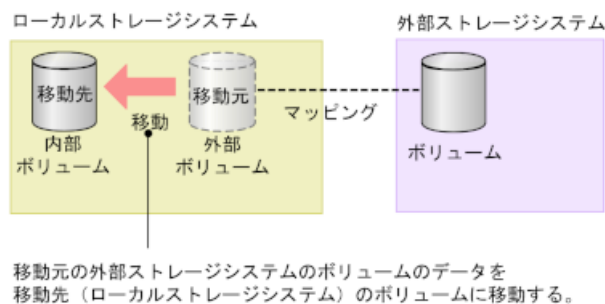 ローカルストレージシステム
外部ストレージシステム
移動先
移動
移動元
マッピング
内部
ボリューム
外部
ボリューム
ボリューム
移動元の外部ストレージシステムのボリュームのデータを
移動先（ローカルストレージシステム）のボリュームに移動する。